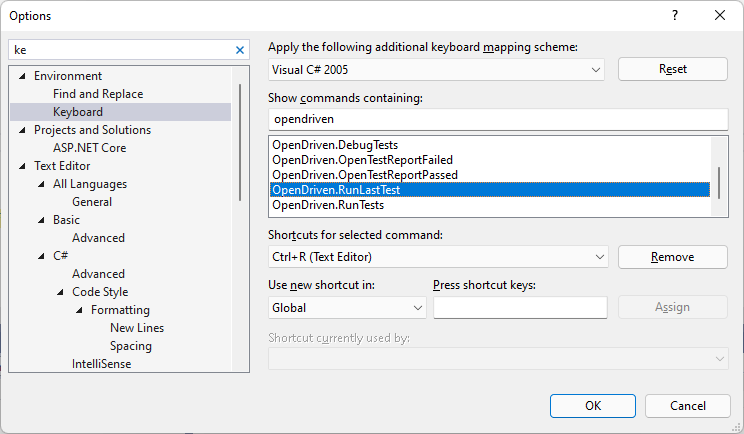 Options
ke
Environment
Find and Replace
Keyboard
Projects and Solutions
ASP.NET Core
Text Editor
All Languages
General
Basic
Advanced
C#
Advanced
Code Style
Formatting
New Lines
Spacing
IntelliSense
Apply the following additional keyboard mapping scheme:
Visual C# 2005
Reset
Show commands containing:
opendriven
OpenDriven.DebugTests
OpenDriven.OpenTestReportFailed
OpenDriven.OpenTestReportPassed
OpenDriven.RunLastTest
OpenDriven.RunTests
Shortcuts for selected command:
Ctrl+R (Text Editor)
Remove
Use new shortcut in:
Press shortcut keys:
Global
Assign
Shortcut currently used by:
OK
Cancel